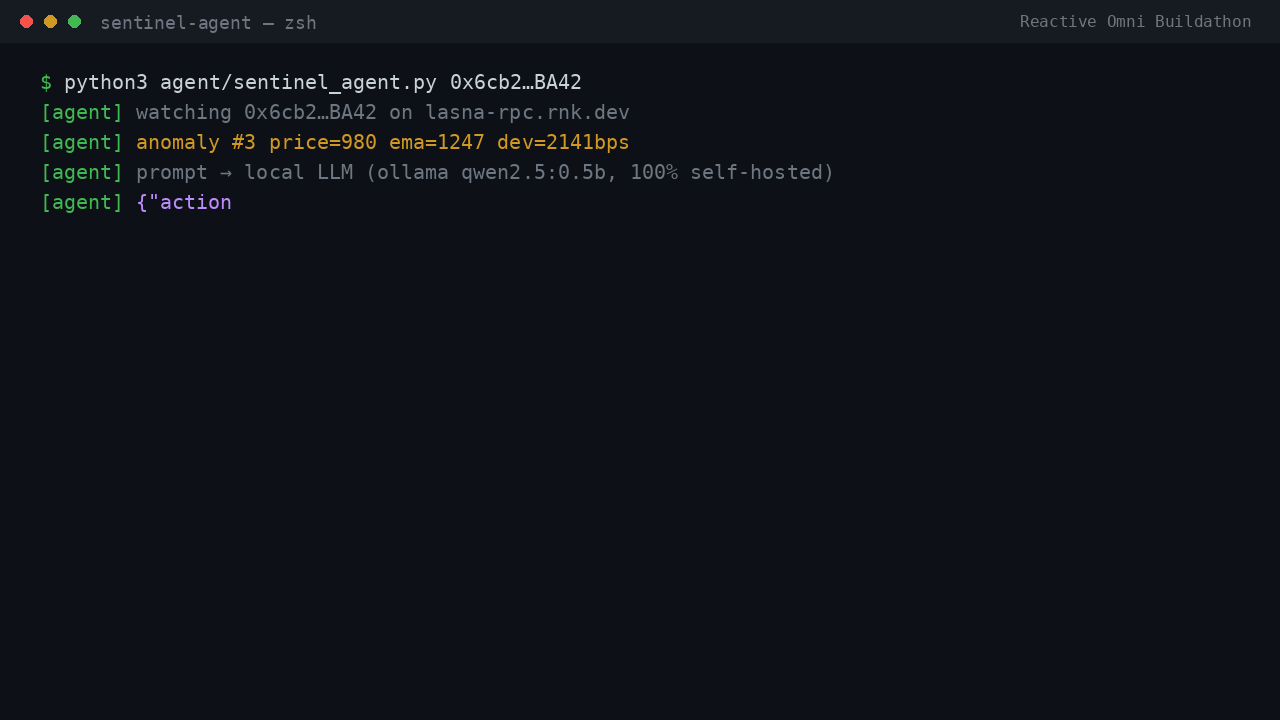 sentinel-agent — zsh
Reactive Omni Buildathon
$ python3 agent/sentinel_agent.py 0x6cb2…BA42
[agent] watching 0x6cb2…BA42 on lasna-rpc.rnk.dev
[agent] anomaly #3 price=980 ema=1247 dev=2141bps
[agent] prompt → local LLM (ollama qwen2.5:0.5b, 100% self-hosted)
[agent] {"action